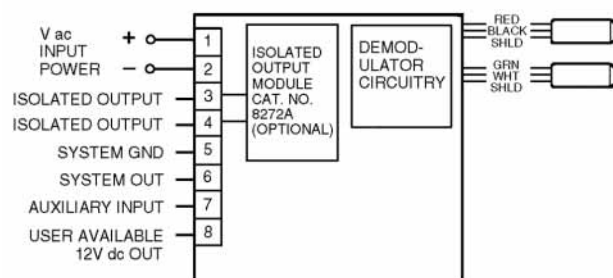 V ac
INPUT
POWER
+
−
ISOLATED OUTPUT
ISOLATED OUTPUT
SYSTEM GND
SYSTEM OUT
AUXILIARY INPUT
USER AVAILABLE
12V dc OUT
1
2
3
4
5
6
7
8
ISOLATED
OUTPUT
MODULE
CAT. NO.
8272A
(OPTIONAL)
DEMOD-
ULATOR
CIRCUITRY
RED
BLACK
SHLD
GRN
WHT
SHLD